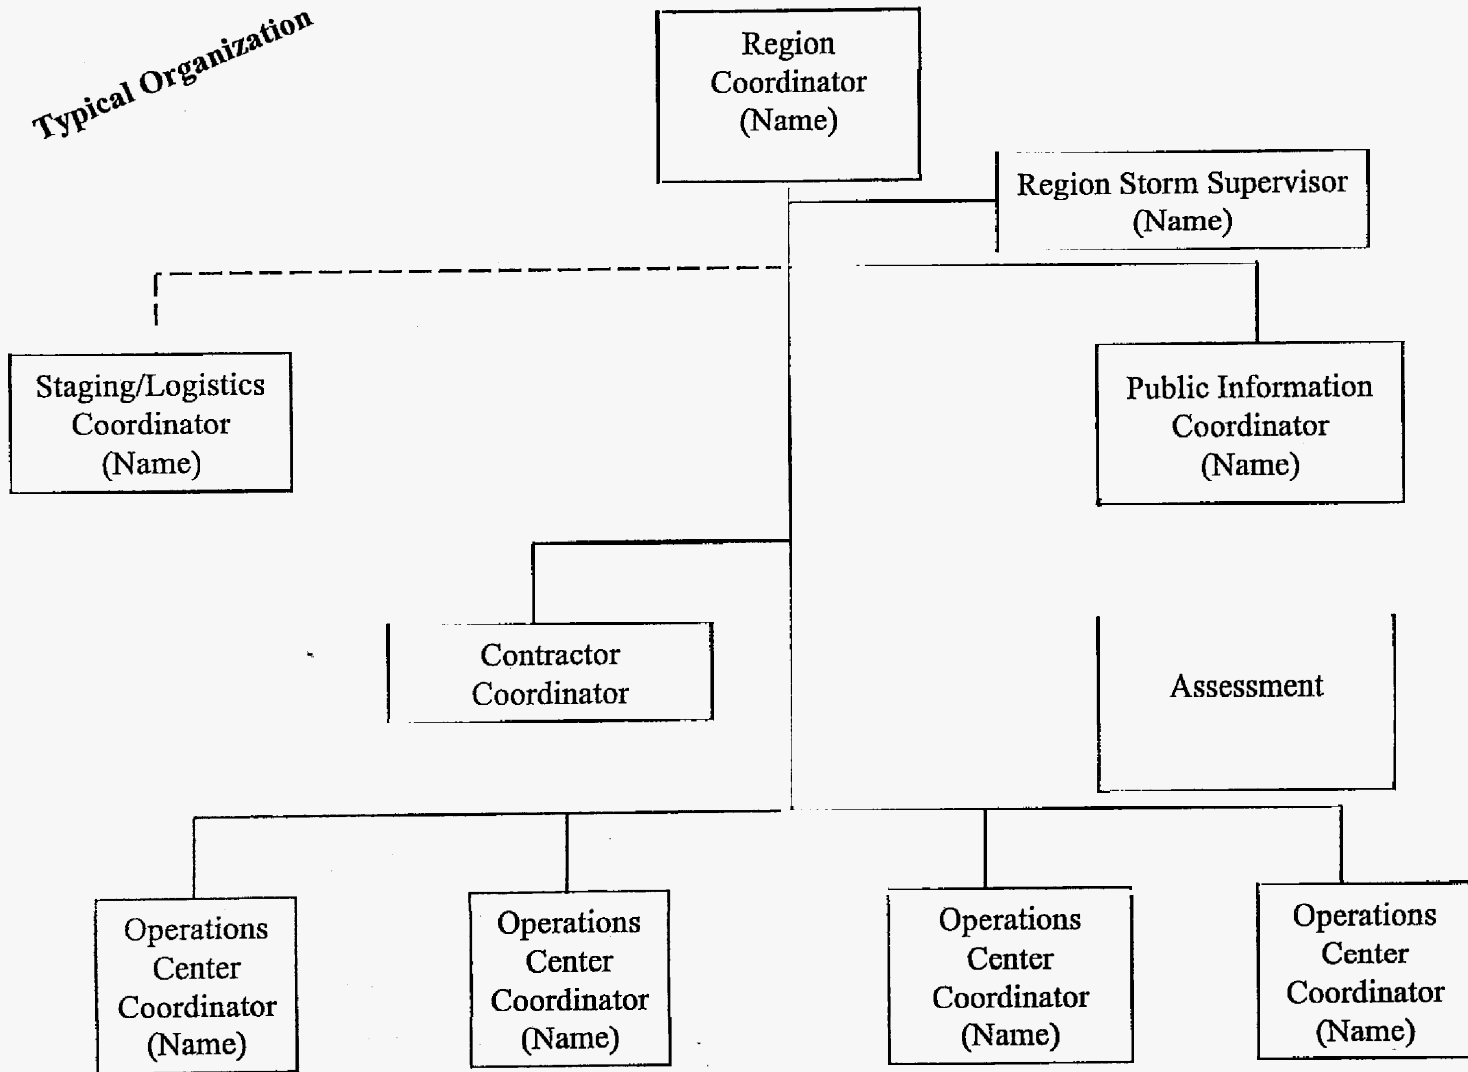 Typical Organization
Region
Coordinator
(Name)
Region Storm Supervisor
(Name)
Staging/Logistics
Coordinator
(Name)
Public Information
Coordinator
(Name)
Contractor
Coordinator
Assessment
Operations
Center
Coordinator
(Name)
Operations
Center
Coordinator
(Name)
Operations
Center
Coordinator
(Name)
Operations
Center
Coordinator
(Name)